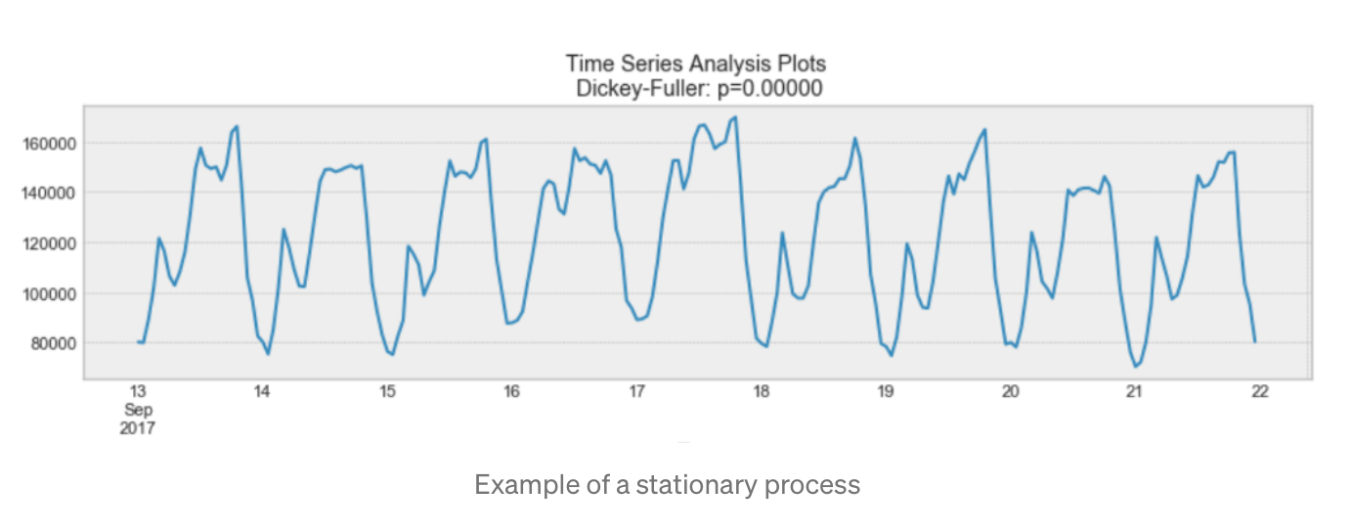 Time Series Analysis Plots
Dickey-Fuller: p=0.00000
160000
140000
120000
100000
80000
13 14 15 16 17 18 19 20 21 22
Sep
2017
Example of a stationary process